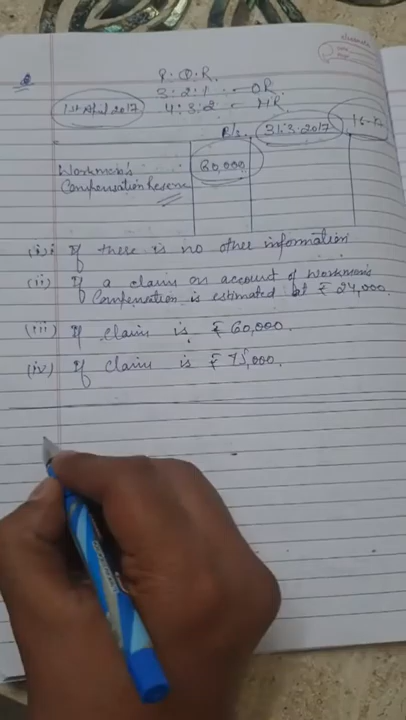 P : Q : R.
3 : 2 : 1 - OR
1st April 2017 4 : 3 : 2 - NR.
B/s. 31.3.2017
Workmen's 60,000
Compensation Reserve
(i) If there is no other information
(ii) If a claim on account of Workmen's
Compensation is estimated at ₹ 24,000.
(iii) If claim is ₹ 60,000.
(iv) If claim is ₹ 75,000.